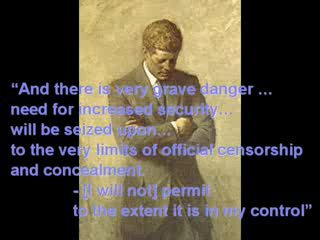 “And there is very grave danger ...
need for increased security...
will be seized upon...
to the very limits of official censorship
and concealment.
- [I will not] permit
to the extent it is in my control”